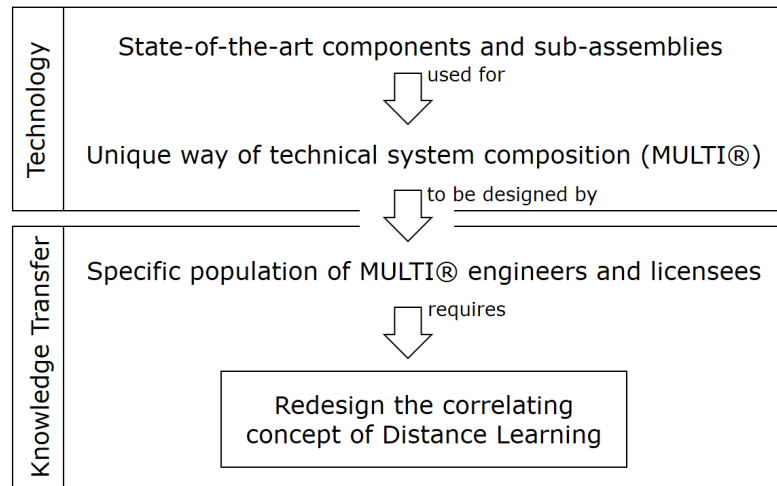 Technology
State-of-the-art components and sub-assemblies
used for
Unique way of technical system composition (MULTI®)
to be designed by
Knowledge Transfer
Specific population of MULTI® engineers and licensees
requires
Redesign the correlating
concept of Distance Learning